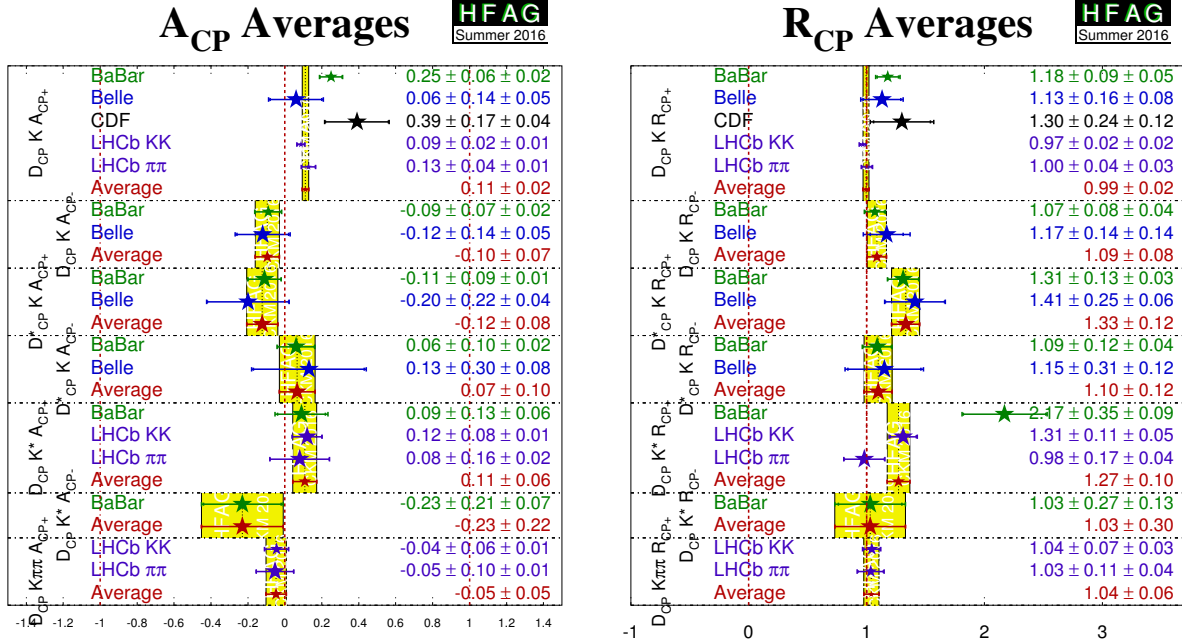 A_CP Averages
HFAG
Summer 2016
D_CP K A_CP+
BaBar 0.25 ± 0.06 ± 0.02
Belle 0.06 ± 0.14 ± 0.05
CDF 0.39 ± 0.17 ± 0.04
LHCb KK 0.09 ± 0.02 ± 0.01
LHCb ππ 0.13 ± 0.04 ± 0.01
Average 0.11 ± 0.02
D_CP K A_CP-
BaBar -0.09 ± 0.07 ± 0.02
Belle -0.12 ± 0.14 ± 0.05
Average -0.10 ± 0.07
D*_CP K A_CP+
BaBar -0.11 ± 0.09 ± 0.01
Belle -0.20 ± 0.22 ± 0.04
Average -0.12 ± 0.08
D*_CP K A_CP-
BaBar 0.06 ± 0.10 ± 0.02
Belle 0.13 ± 0.30 ± 0.08
Average 0.07 ± 0.10
D_CP K* A_CP+
BaBar 0.09 ± 0.13 ± 0.06
LHCb KK 0.12 ± 0.08 ± 0.01
LHCb ππ 0.08 ± 0.16 ± 0.02
Average 0.11 ± 0.06
D_CP K* A_CP-
BaBar -0.23 ± 0.21 ± 0.07
Average -0.23 ± 0.22
D_CP Kππ A_CP+
LHCb KK -0.04 ± 0.06 ± 0.01
LHCb ππ -0.05 ± 0.10 ± 0.01
Average -0.05 ± 0.05
-1.4 -1.2 -1 -0.8 -0.6 -0.4 -0.2 0 0.2 0.4 0.6 0.8 1 1.2 1.4
R_CP Averages
HFAG
Summer 2016
D_CP K R_CP+
BaBar 1.18 ± 0.09 ± 0.05
Belle 1.13 ± 0.16 ± 0.08
CDF 1.30 ± 0.24 ± 0.12
LHCb KK 0.97 ± 0.02 ± 0.02
LHCb ππ 1.00 ± 0.04 ± 0.03
Average 0.99 ± 0.02
D_CP K R_CP-
BaBar 1.07 ± 0.08 ± 0.04
Belle 1.17 ± 0.14 ± 0.14
Average 1.09 ± 0.08
D*_CP K R_CP+
BaBar 1.31 ± 0.13 ± 0.03
Belle 1.41 ± 0.25 ± 0.06
Average 1.33 ± 0.12
D*_CP K R_CP-
BaBar 1.09 ± 0.12 ± 0.04
Belle 1.15 ± 0.31 ± 0.12
Average 1.10 ± 0.12
D_CP K* R_CP+
BaBar 2.17 ± 0.35 ± 0.09
LHCb KK 1.31 ± 0.11 ± 0.05
LHCb ππ 0.98 ± 0.17 ± 0.04
Average 1.27 ± 0.10
D_CP K* R_CP-
BaBar 1.03 ± 0.27 ± 0.13
Average 1.03 ± 0.30
D_CP Kππ R_CP+
LHCb KK 1.04 ± 0.07 ± 0.03
LHCb ππ 1.03 ± 0.11 ± 0.04
Average 1.04 ± 0.06
-1 0 1 2 3